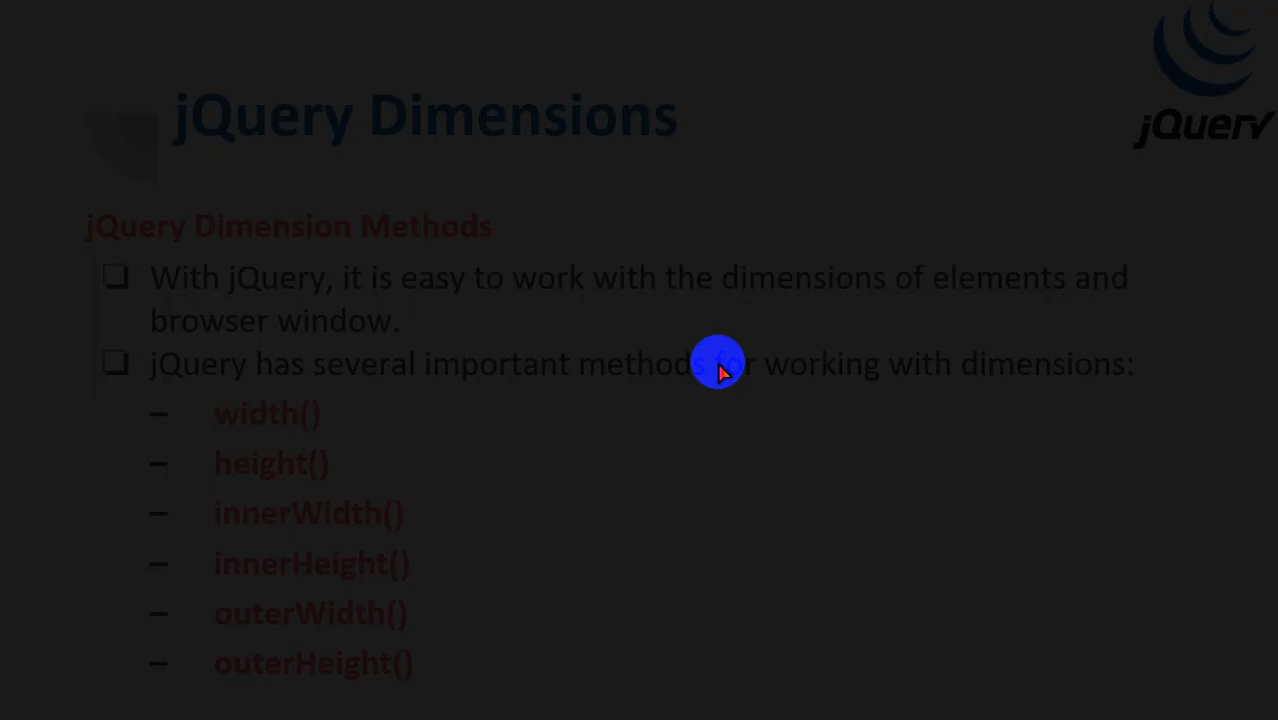 jQuery
jQuery Dimensions
jQuery Dimension Methods
❑ With jQuery, it is easy to work with the dimensions of elements and
browser window.
❑ jQuery has several important methods for working with dimensions:
– width()
– height()
– innerWidth()
– innerHeight()
– outerWidth()
– outerHeight()